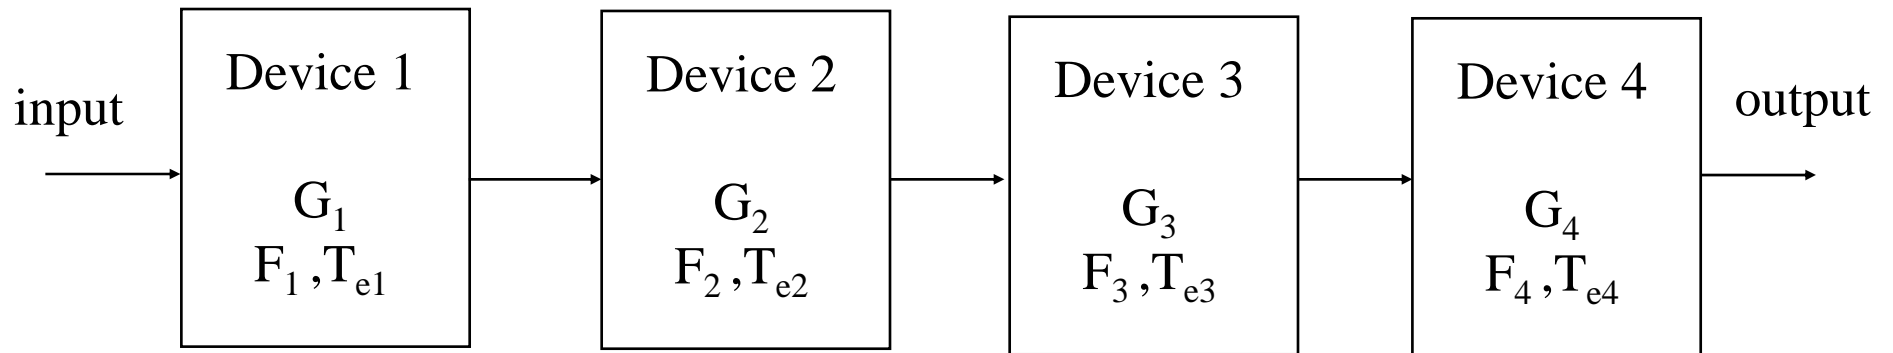 input
Device 1
G₁
F₁ ,Tₑ₁
Device 2
G₂
F₂ ,Tₑ₂
Device 3
G₃
F₃ ,Tₑ₃
Device 4
G₄
F₄ ,Tₑ₄
output